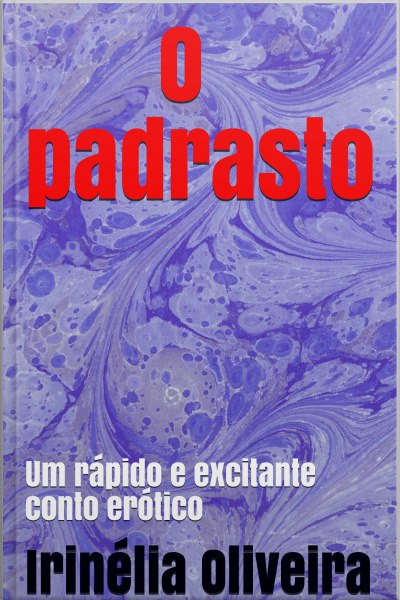 O
padrasto
Um rápido e excitante
conto erótico
Irinélia Oliveira